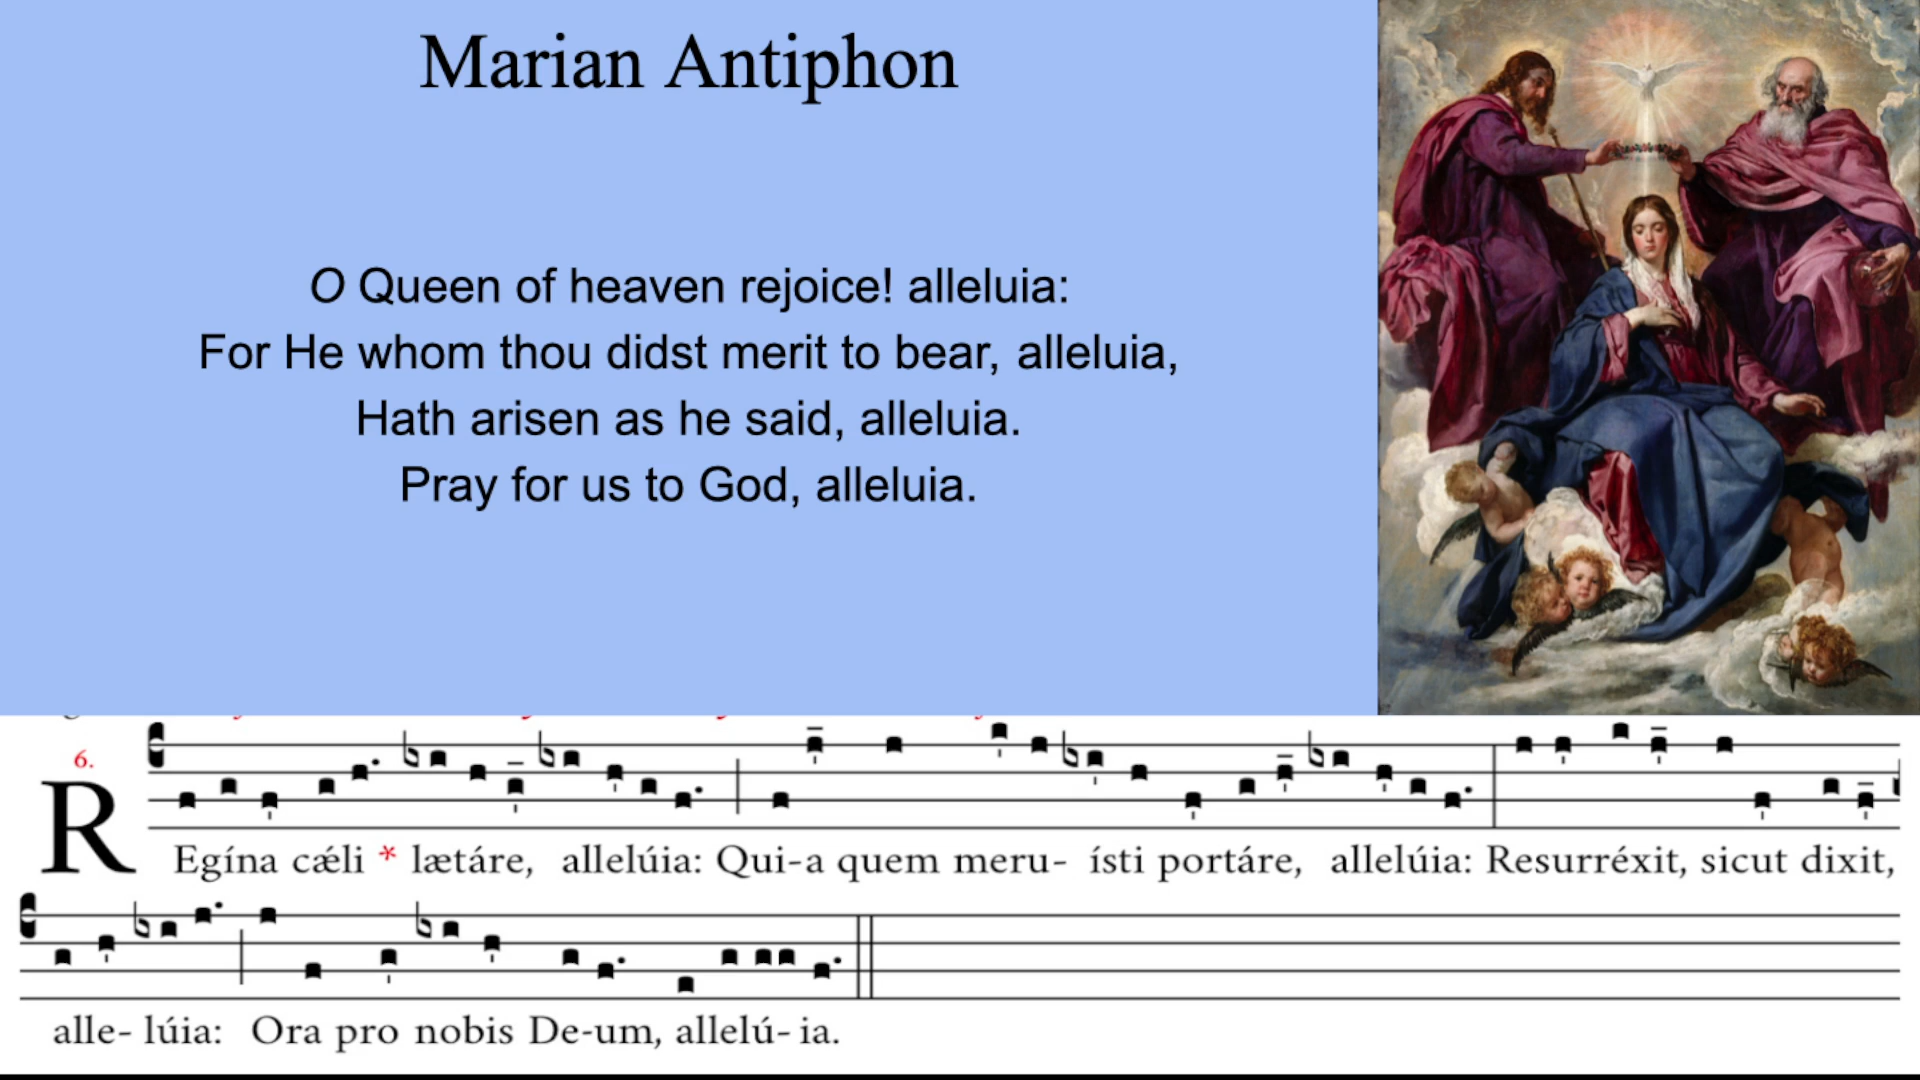 Marian Antiphon
O Queen of heaven rejoice! alleluia:
For He whom thou didst merit to bear, alleluia,
Hath arisen as he said, alleluia.
Pray for us to God, alleluia.
6.
REgína cǽli * lætáre, allelúia: Qui-a quem meru- ísti portáre, allelúia: Resurréxit, sicut dixit,
alle- lúia: Ora pro nobis De-um, allelú- ia.